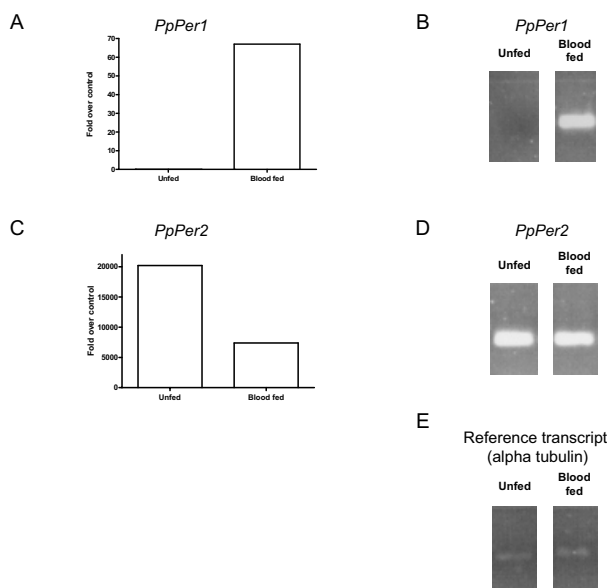 A
PpPer1
70
60
50
40
30
20
10
0
Fold over control
Unfed
Blood fed
B
PpPer1
Unfed
Blood
fed
C
PpPer2
20000
15000
10000
5000
0
Fold over control
Unfed
Blood fed
D
PpPer2
Unfed
Blood
fed
E
Reference transcript
(alpha tubulin)
Unfed
Blood
fed